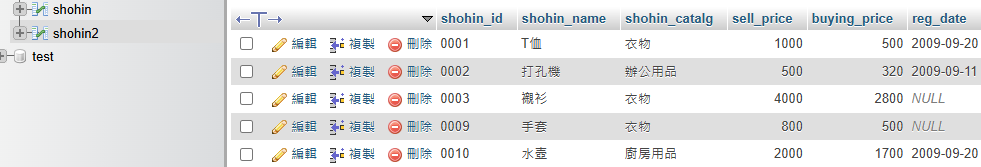 shohin
shohin2
test
←T→ ▼ shohin_id shohin_name shohin_catalg sell_price buying_price reg_date
編輯 複製 刪除 0001 T恤 衣物 1000 500 2009-09-20
編輯 複製 刪除 0002 打孔機 辦公用品 500 320 2009-09-11
編輯 複製 刪除 0003 襯衫 衣物 4000 2800 NULL
編輯 複製 刪除 0009 手套 衣物 800 500 NULL
編輯 複製 刪除 0010 水壺 廚房用品 2000 1700 2009-09-20